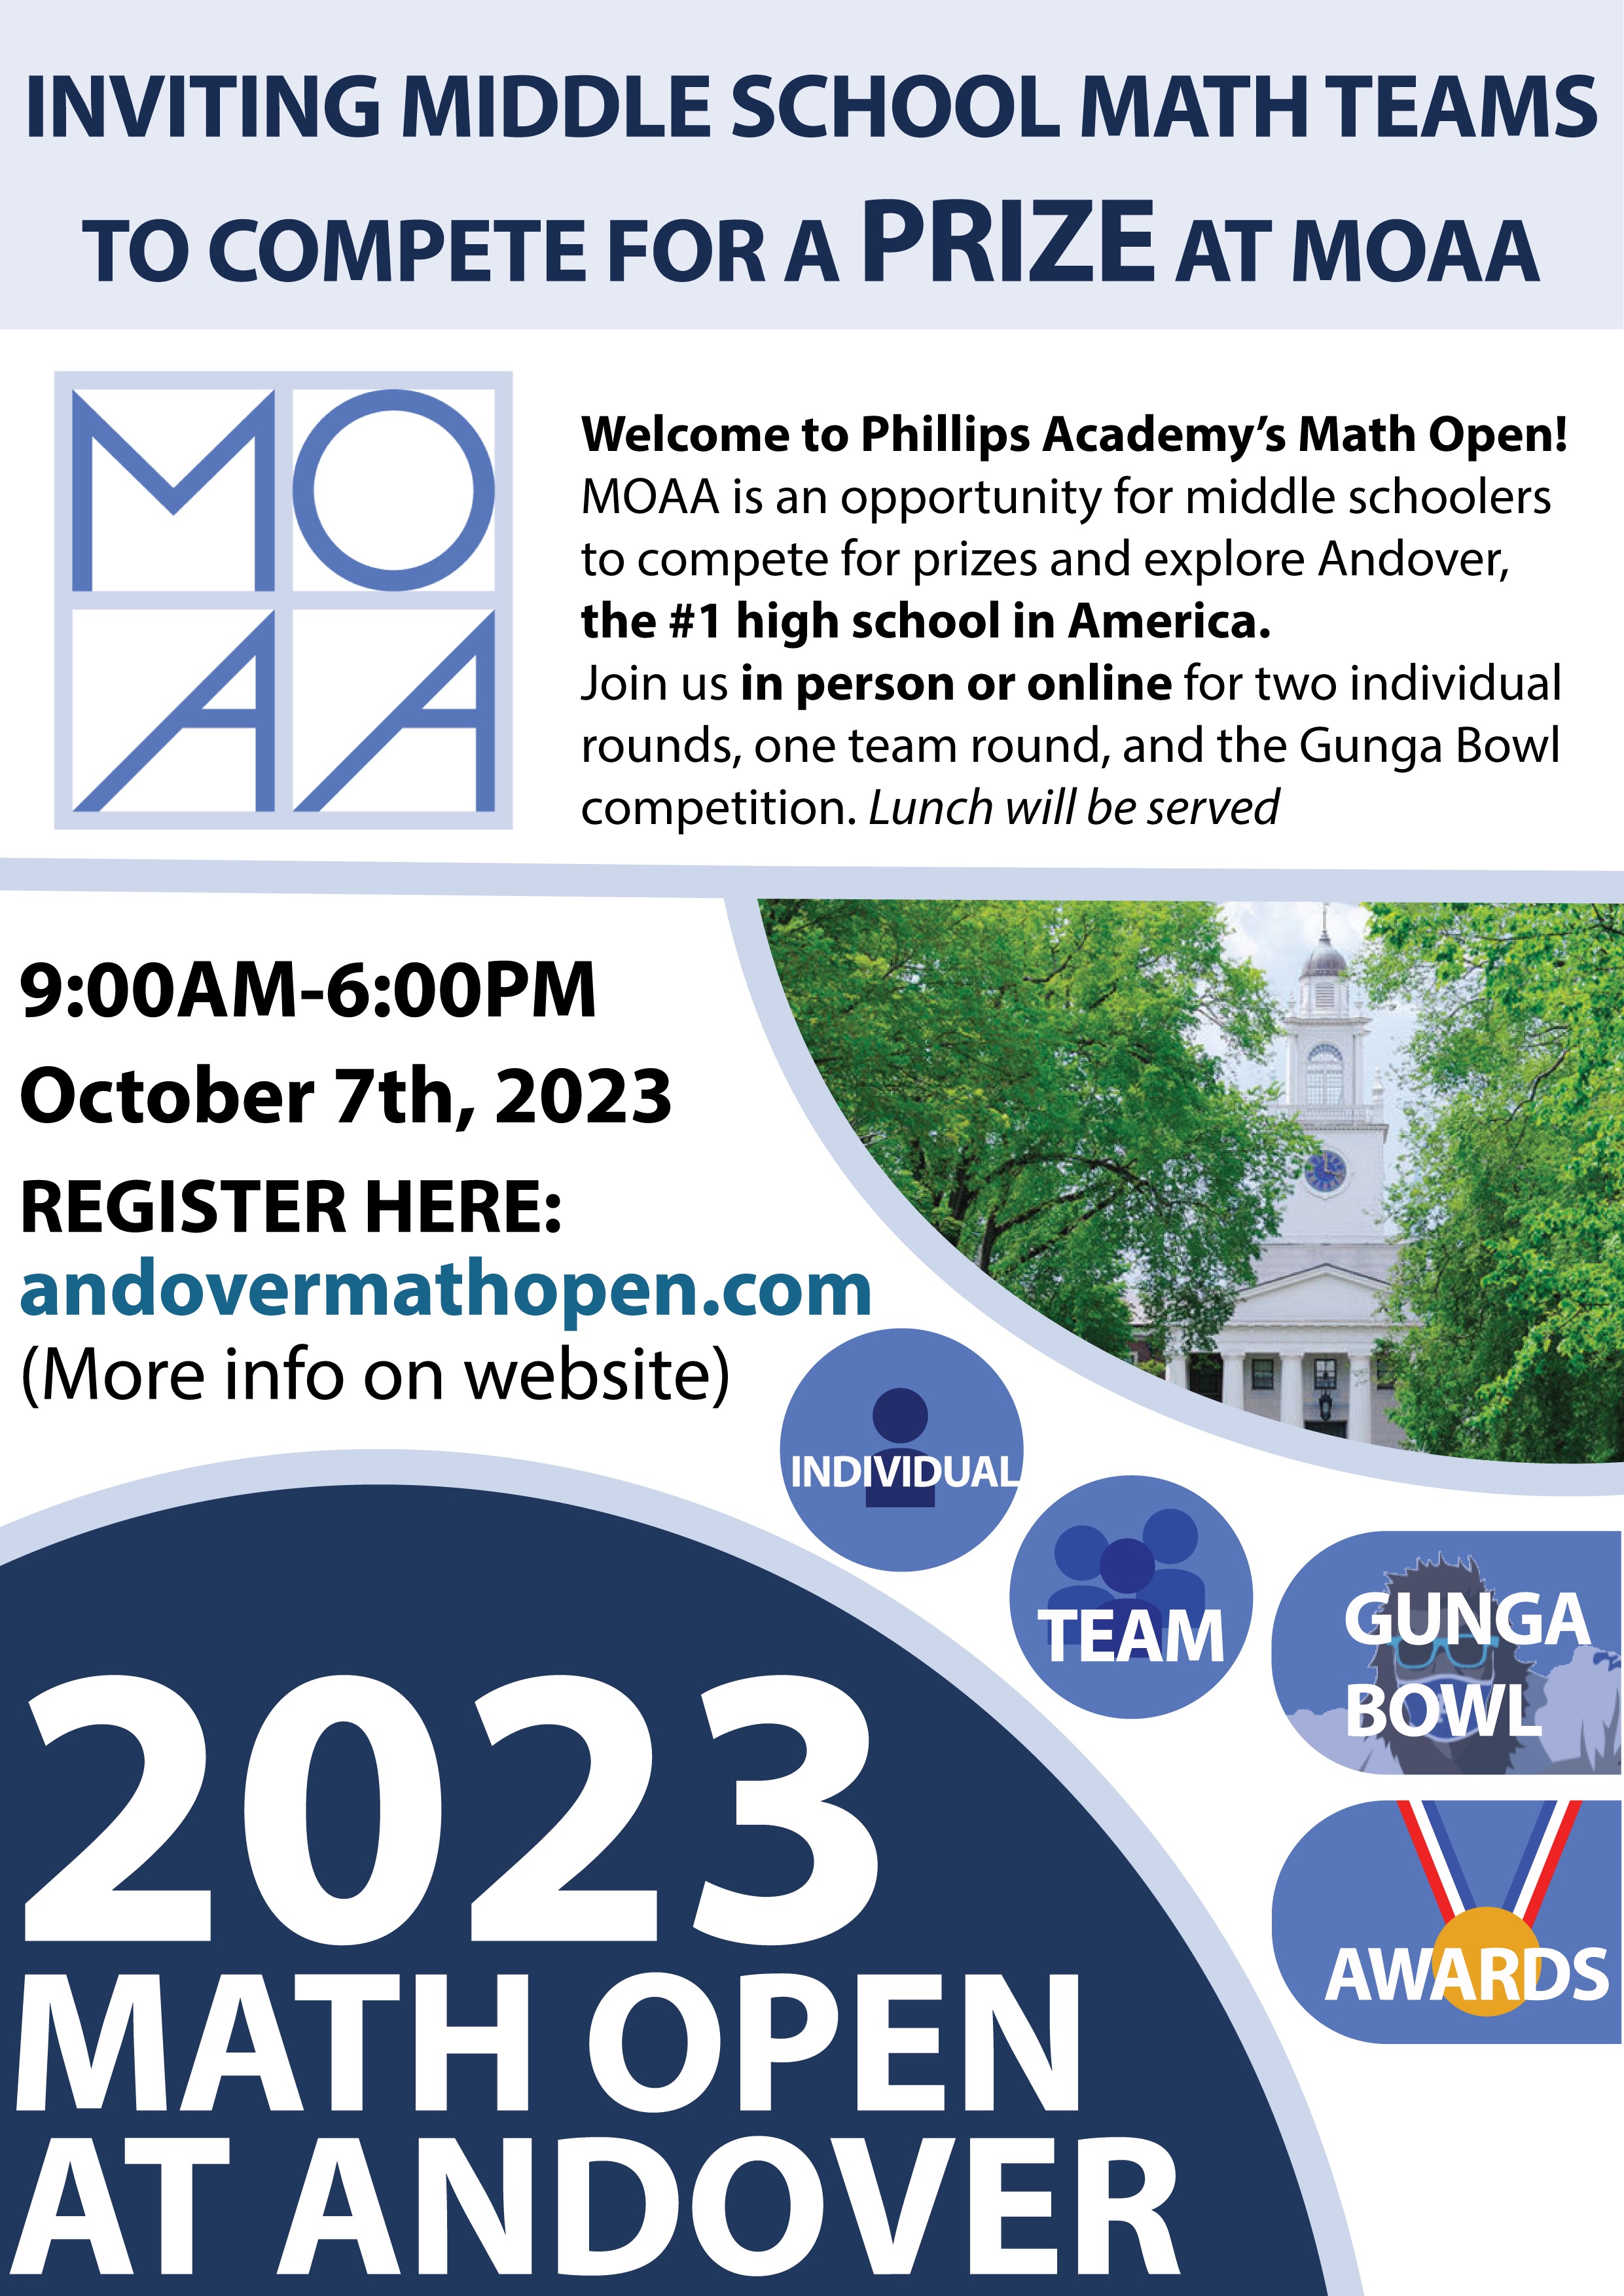 INVITING MIDDLE SCHOOL MATH TEAMS
TO COMPETE FOR A PRIZE AT MOAA
MO
AA
Welcome to Phillips Academy’s Math Open!
MOAA is an opportunity for middle schoolers
to compete for prizes and explore Andover,
the #1 high school in America.
Join us in person or online for two individual
rounds, one team round, and the Gunga Bowl
competition. Lunch will be served
9:00AM-6:00PM
October 7th, 2023
REGISTER HERE:
andovermathopen.com
(More info on website)
INDIVIDUAL
TEAM
GUNGA
BOWL
AWARDS
2023
MATH OPEN
AT ANDOVER